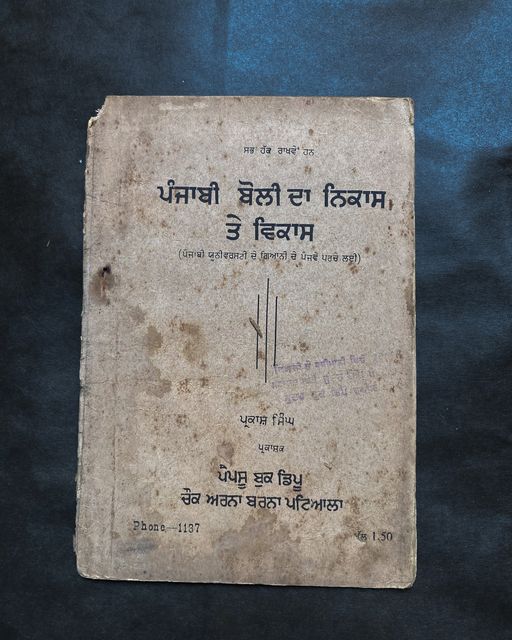 ਸਭ ਹੱਕ ਰਾਖਵੇਂ ਹਨ
ਪੰਜਾਬੀ ਬੋਲੀ ਦਾ ਨਿਕਾਸ
ਤੇ ਵਿਕਾਸ
(ਪੰਜਾਬੀ ਯੂਨੀਵਰਸਟੀ ਦੇ ਗਿਆਨੀ ਦੇ ਪੰਜਵੇਂ ਪਰਚੇ ਲਈ)
ਪ੍ਰਕਾਸ਼ ਸਿੰਘ
ਪ੍ਰਕਾਸ਼ਕ
ਪੈਪਸੂ ਬੁਕ ਡਿਪੂ
ਚੌਕ ਅਰਨਾ ਬਰਨਾ ਪਟਿਆਲਾ
Phone—1137
ਮੁੱਲ 1.50